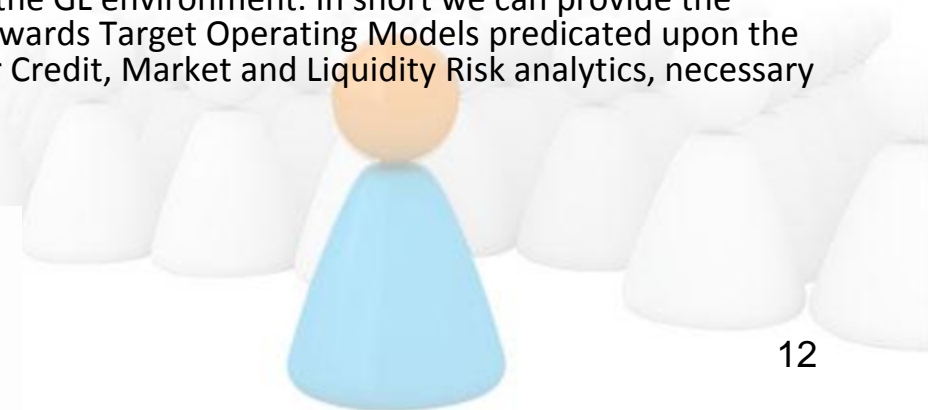 the GL environment. In short we can provide the
wards Target Operating Models predicated upon the
r Credit, Market and Liquidity Risk analytics, necessary
12